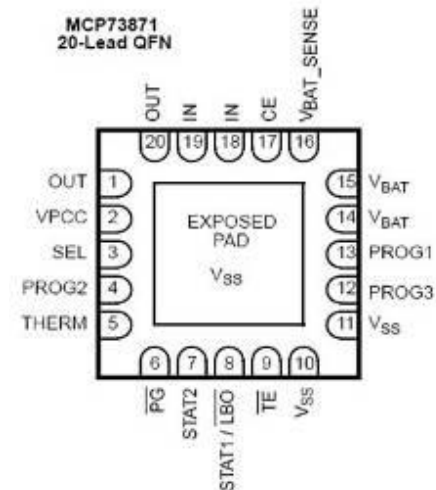 MCP73871
20-Lead QFN
OUT
IN
IN
CE
VBAT_SENSE
20
19
18
17
16
OUT 1
VPCC 2
SEL 3
PROG2 4
THERM 5
EXPOSED
PAD
VSS
15 VBAT
14 VBAT
13 PROG1
12 PROG3
11 VSS
6
7
8
9
10
PG
STAT2
STAT1 / LBO
TE
VSS